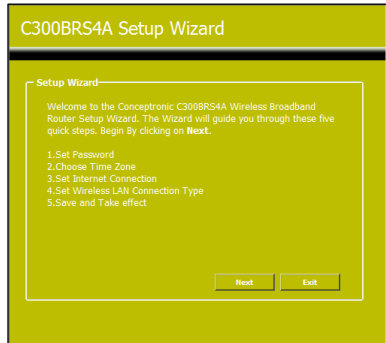 C300BRS4A Setup Wizard
Setup Wizard
Welcome to the Conceptronic C300BRS4A Wireless Broadband
Router Setup Wizard. The Wizard will guide you through these five
quick steps. Begin By clicking on Next.
1.Set Password
2.Choose Time Zone
3.Set Internet Connection
4.Set Wireless LAN Connection Type
5.Save and Take effect
Next Exit